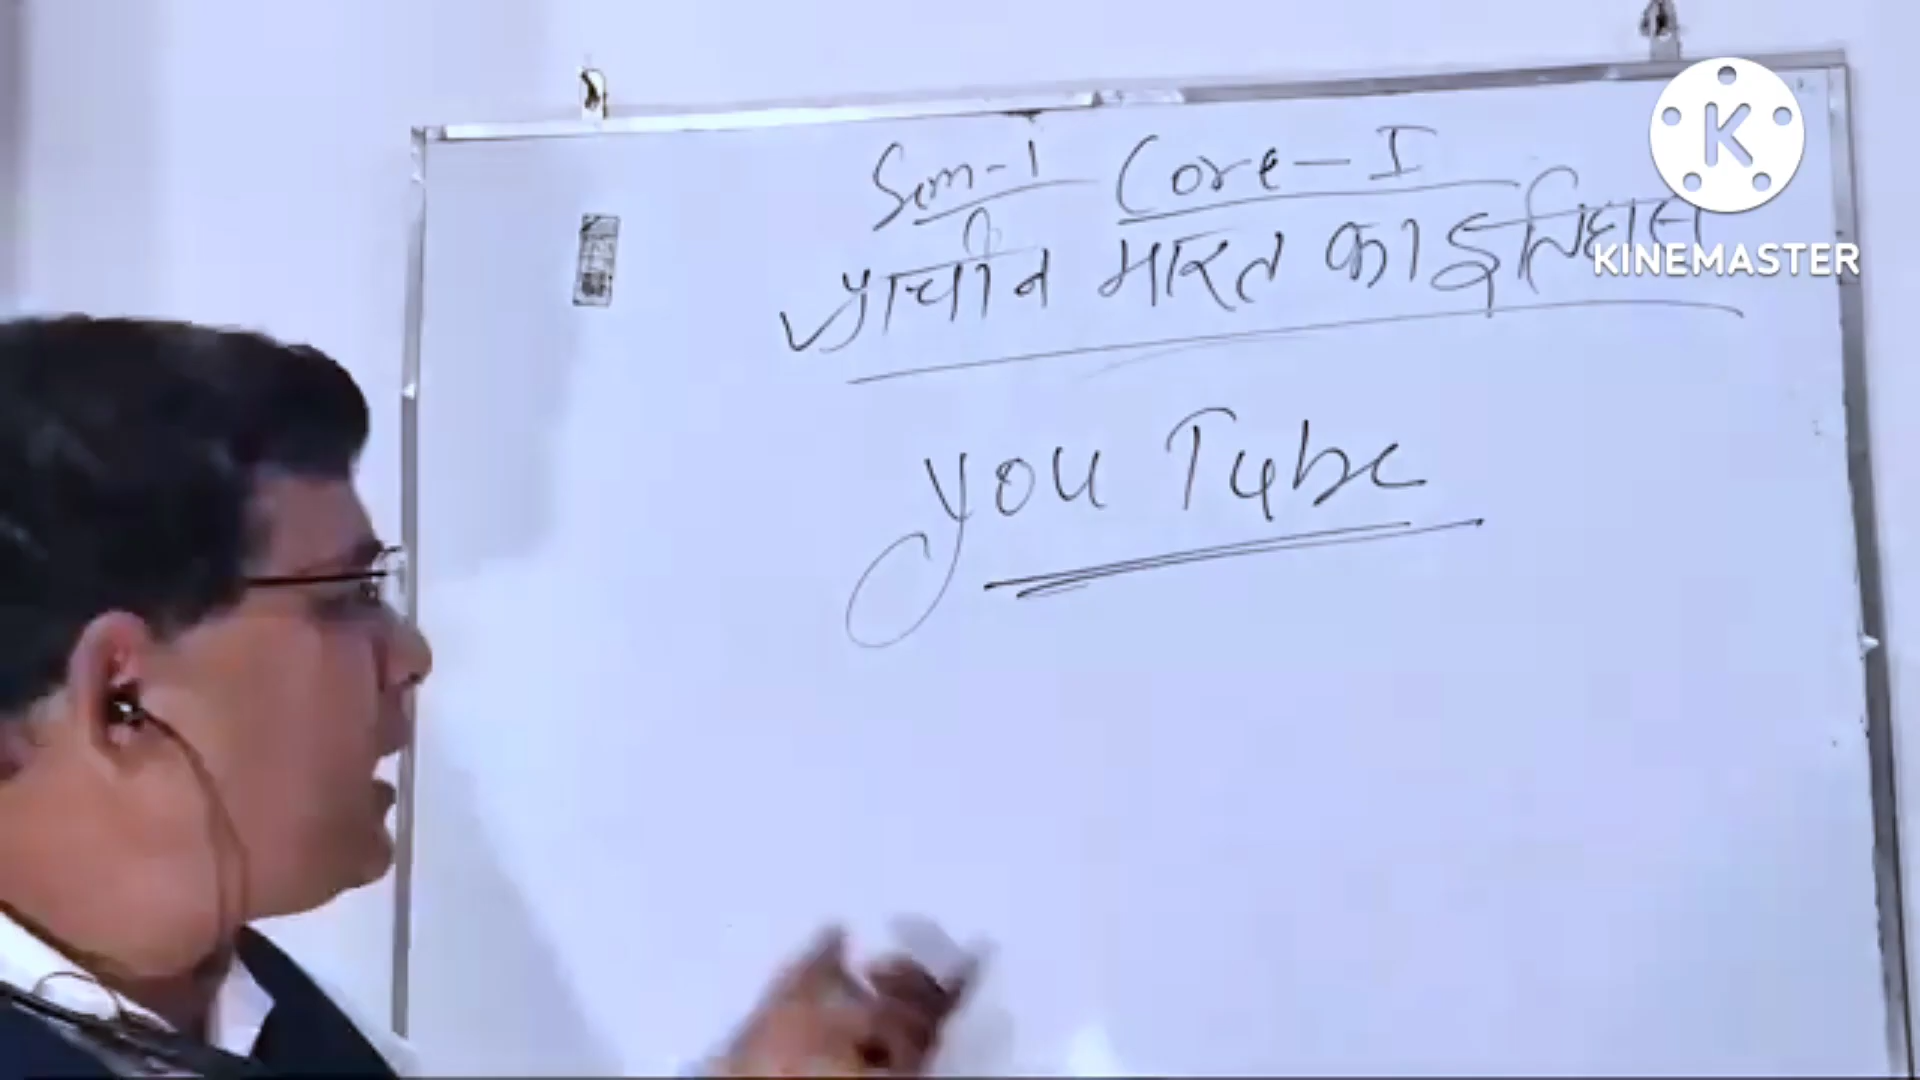 Sem-1 Core-I
प्राचीन भारत का इतिहास
You Tube
K
KINEMASTER